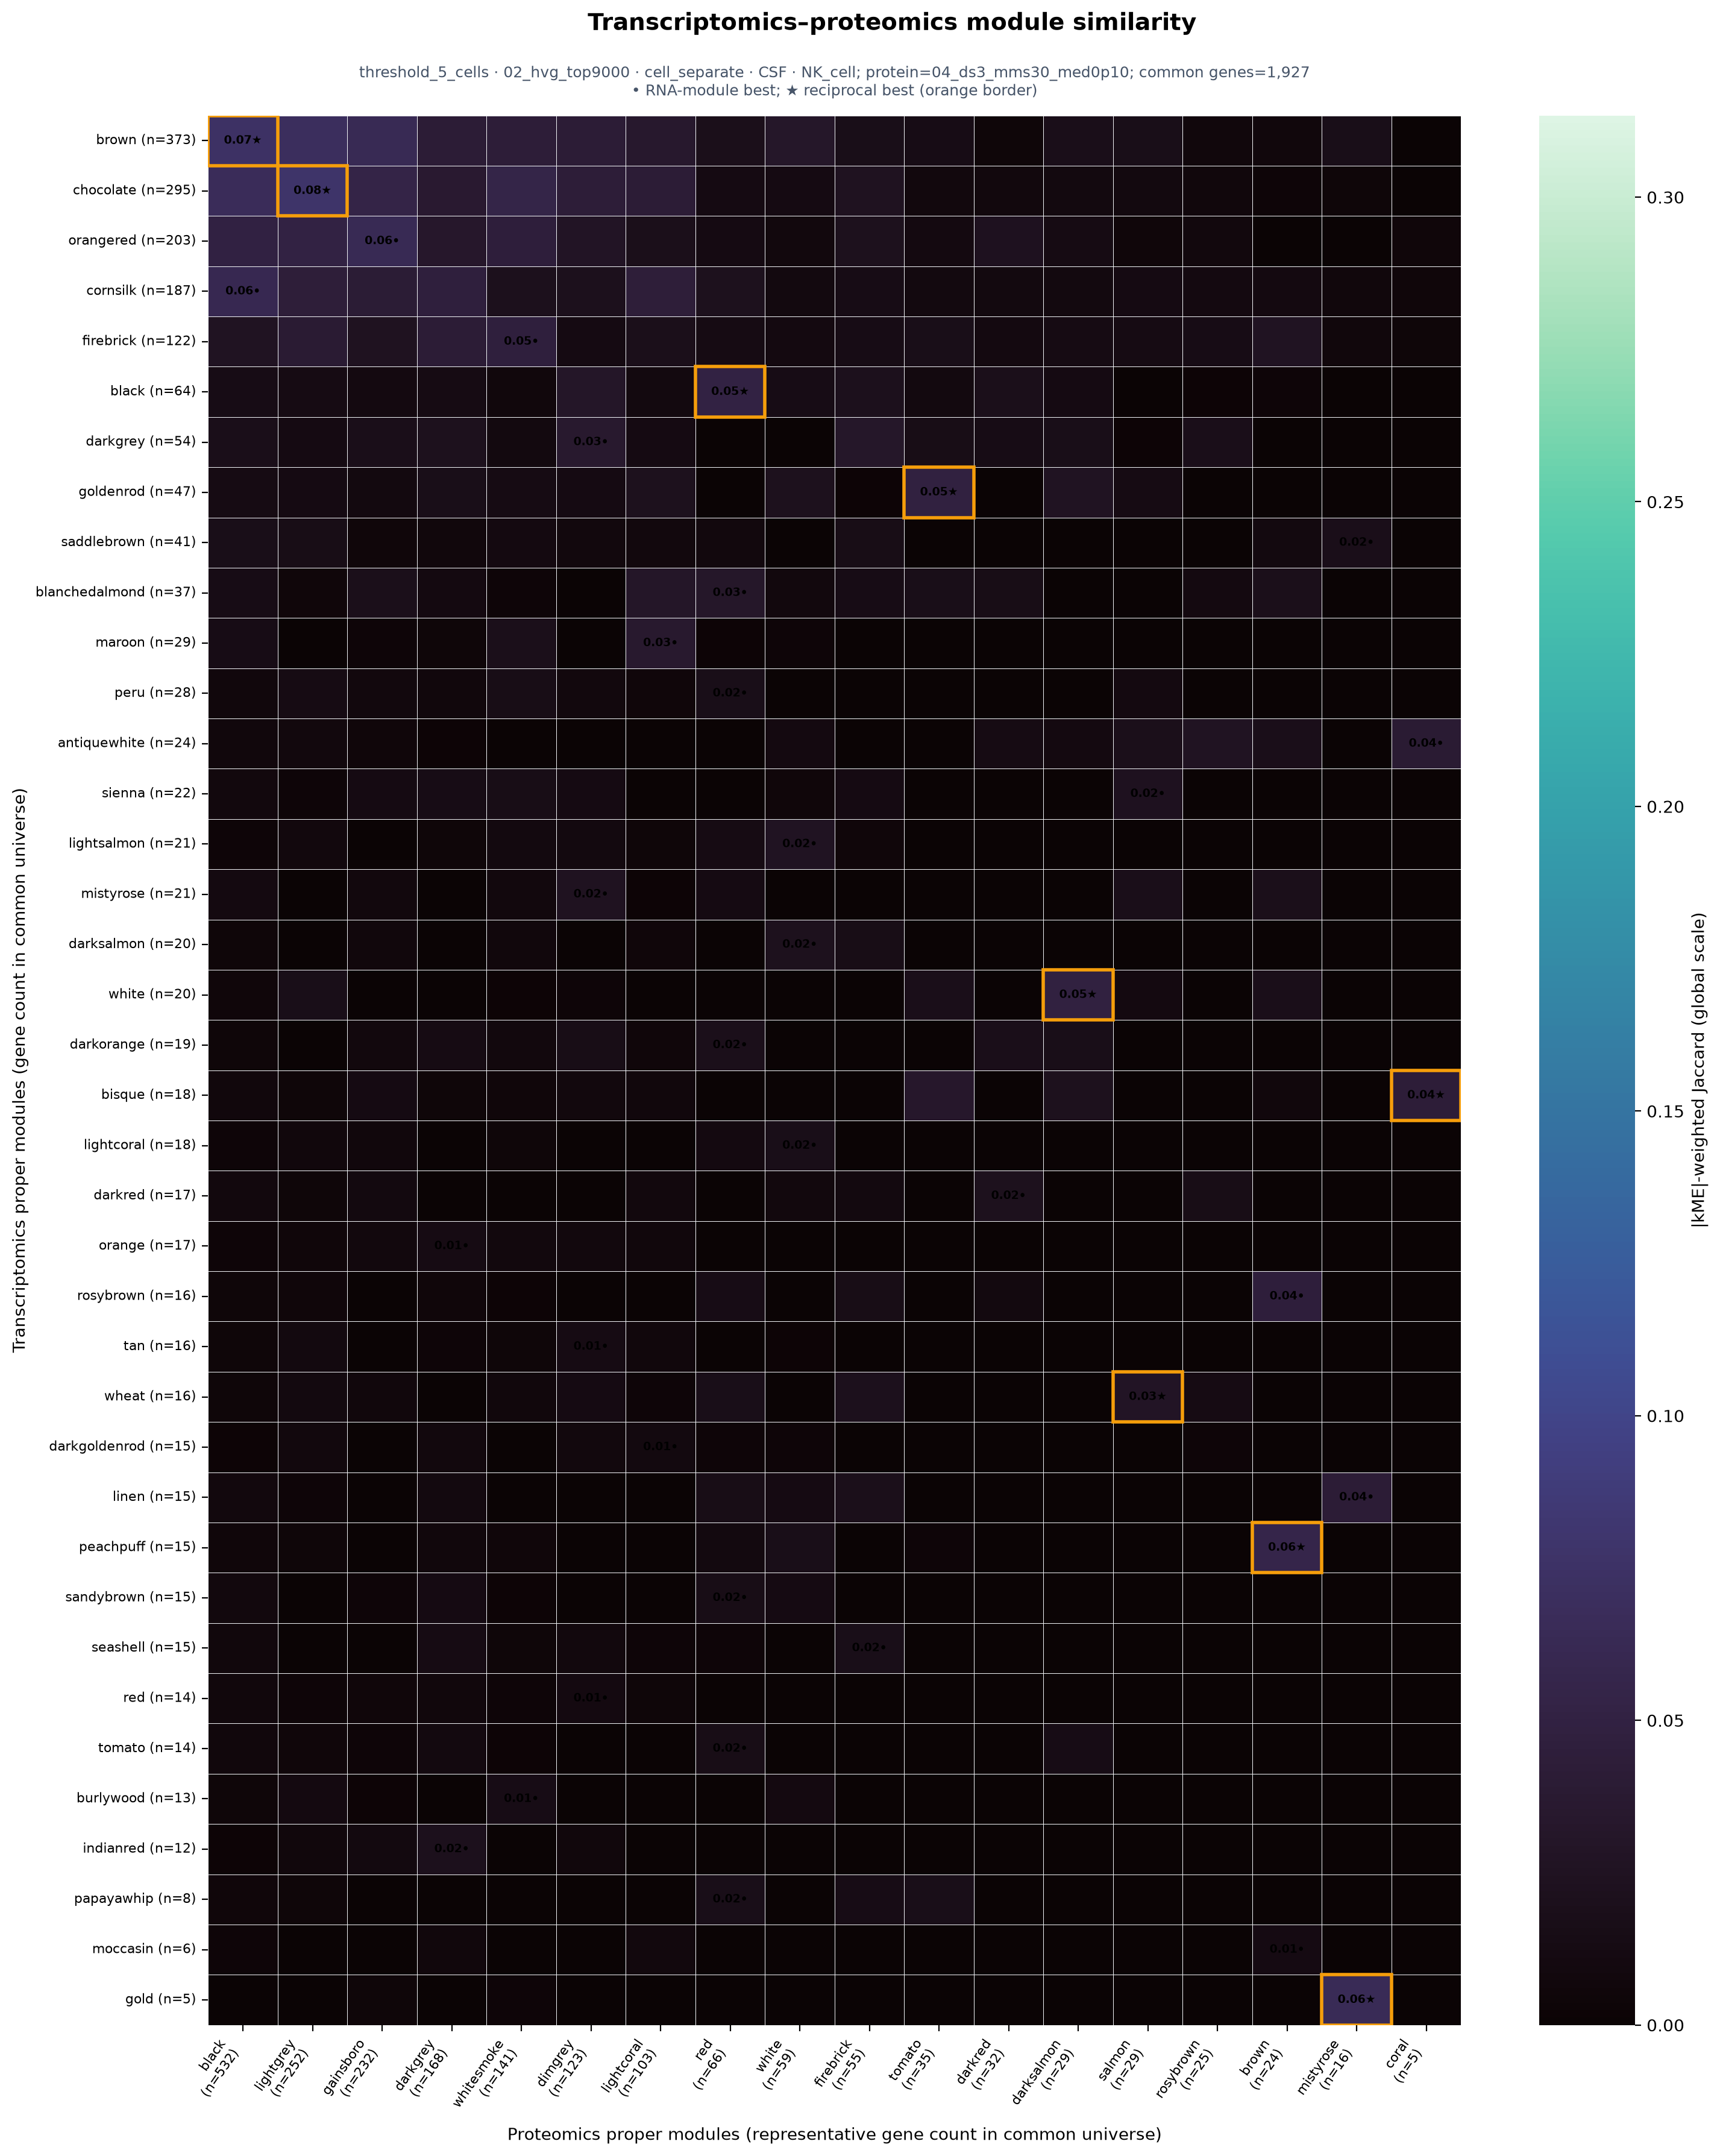 Transcriptomics–proteomics module similarity
threshold_5_cells · 02_hvg_top9000 · cell_separate · CSF · NK_cell; protein=04_ds3_mms30_med0p10; common genes=1,927
• RNA-module best; ★ reciprocal best (orange border)
Transcriptomics proper modules (gene count in common universe)
brown (n=373)
0.07★
chocolate (n=295)
0.08★
orangered (n=203)
0.06•
cornsilk (n=187)
0.06•
firebrick (n=122)
0.05•
black (n=64)
0.05★
darkgrey (n=54)
0.03•
goldenrod (n=47)
0.05★
saddlebrown (n=41)
0.02•
blanchedalmond (n=37)
0.03•
maroon (n=29)
0.03•
peru (n=28)
0.02•
antiquewhite (n=24)
0.04•
sienna (n=22)
0.02•
lightsalmon (n=21)
0.02•
mistyrose (n=21)
0.02•
darksalmon (n=20)
0.02•
white (n=20)
0.05★
darkorange (n=19)
0.02•
bisque (n=18)
0.04★
lightcoral (n=18)
0.02•
darkred (n=17)
0.02•
orange (n=17)
0.01•
rosybrown (n=16)
0.04•
tan (n=16)
0.01•
wheat (n=16)
0.03★
darkgoldenrod (n=15)
0.01•
linen (n=15)
0.04•
peachpuff (n=15)
0.06★
sandybrown (n=15)
0.02•
seashell (n=15)
0.02•
red (n=14)
0.01•
tomato (n=14)
0.02•
burlywood (n=13)
0.01•
indianred (n=12)
0.02•
papayawhip (n=8)
0.02•
moccasin (n=6)
0.01•
gold (n=5)
0.06★
black
(n=532)
lightgrey
(n=252)
gainsboro
(n=232)
darkgrey
(n=168)
whitesmoke
(n=141)
dimgrey
(n=123)
lightcoral
(n=103)
red
(n=66)
white
(n=59)
firebrick
(n=55)
tomato
(n=35)
darkred
(n=32)
darksalmon
(n=29)
salmon
(n=29)
rosybrown
(n=25)
brown
(n=24)
mistyrose
(n=16)
coral
(n=5)
Proteomics proper modules (representative gene count in common universe)
0.30
0.25
0.20
0.15
0.10
0.05
0.00
|kME|-weighted Jaccard (global scale)